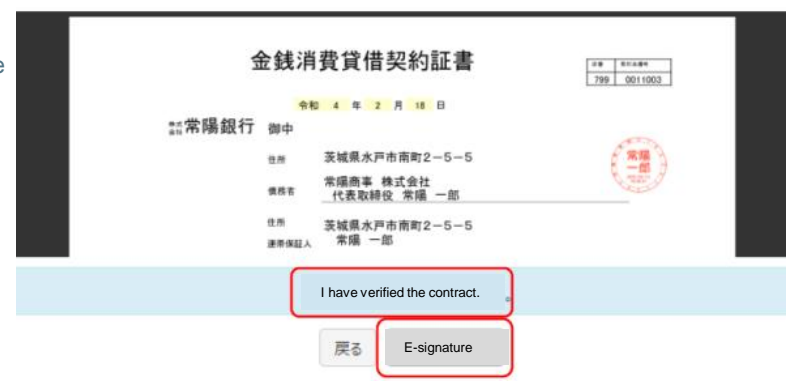 e
金銭消費貸借契約証書
799 0011003
令和 4 年 2 月 18 日
株式会社常陽銀行 御中
住所 茨城県水戸市南町2-5-5
債務者 常陽商事 株式会社
代表取締役 常陽 一郎
常陽
一郎
住所 茨城県水戸市南町2-5-5
連帯保証人 常陽 一郎
I have verified the contract.
戻る E-signature